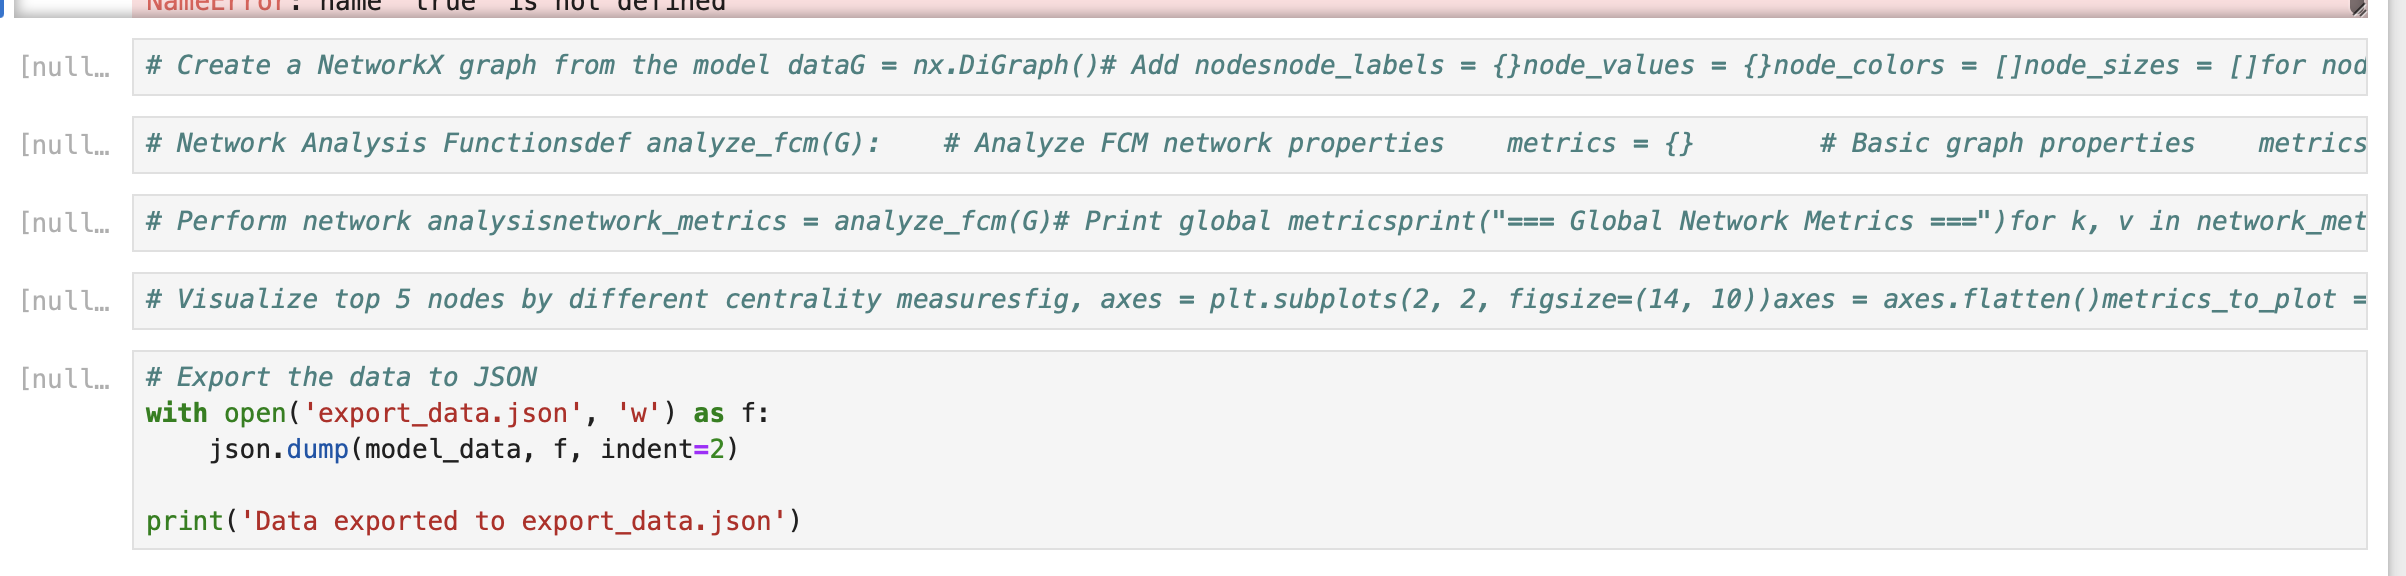 NameError: name 'true' is not defined
[null… # Create a NetworkX graph from the model dataG = nx.DiGraph()# Add nodesnode_labels = {}node_values = {}node_colors = []node_sizes = []for nod
[null… # Network Analysis Functionsdef analyze_fcm(G):    # Analyze FCM network properties    metrics = {}        # Basic graph properties    metrics
[null… # Perform network analysisnetwork_metrics = analyze_fcm(G)# Print global metricsprint("=== Global Network Metrics ===")for k, v in network_met
[null… # Visualize top 5 nodes by different centrality measuresfig, axes = plt.subplots(2, 2, figsize=(14, 10))axes = axes.flatten()metrics_to_plot =
[null… # Export the data to JSON
with open('export_data.json', 'w') as f:
    json.dump(model_data, f, indent=2)
print('Data exported to export_data.json')